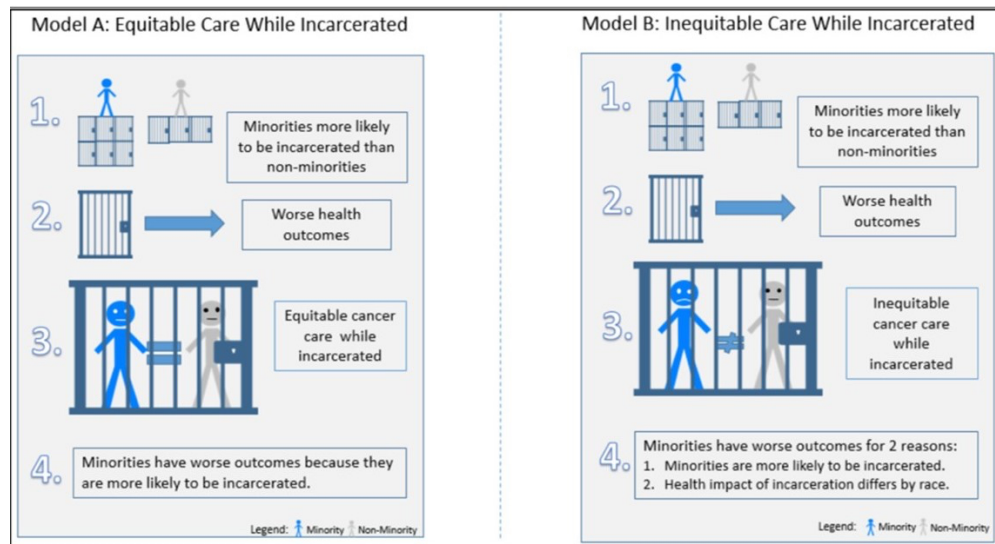 Model A: Equitable Care While Incarcerated
1.
Minorities more likely
to be incarcerated than
non-minorities
2.
Worse health
outcomes
3.
Equitable cancer
care while
incarcerated
4.
Minorities have worse outcomes because they
are more likely to be incarcerated.
Legend: Minority Non-Minority
Model B: Inequitable Care While Incarcerated
1.
Minorities more likely
to be incarcerated than
non-minorities
2.
Worse health
outcomes
3.
Inequitable
cancer care
while
incarcerated
4.
Minorities have worse outcomes for 2 reasons:
1. Minorities are more likely to be incarcerated.
2. Health impact of incarceration differs by race.
Legend: Minority Non-Minority